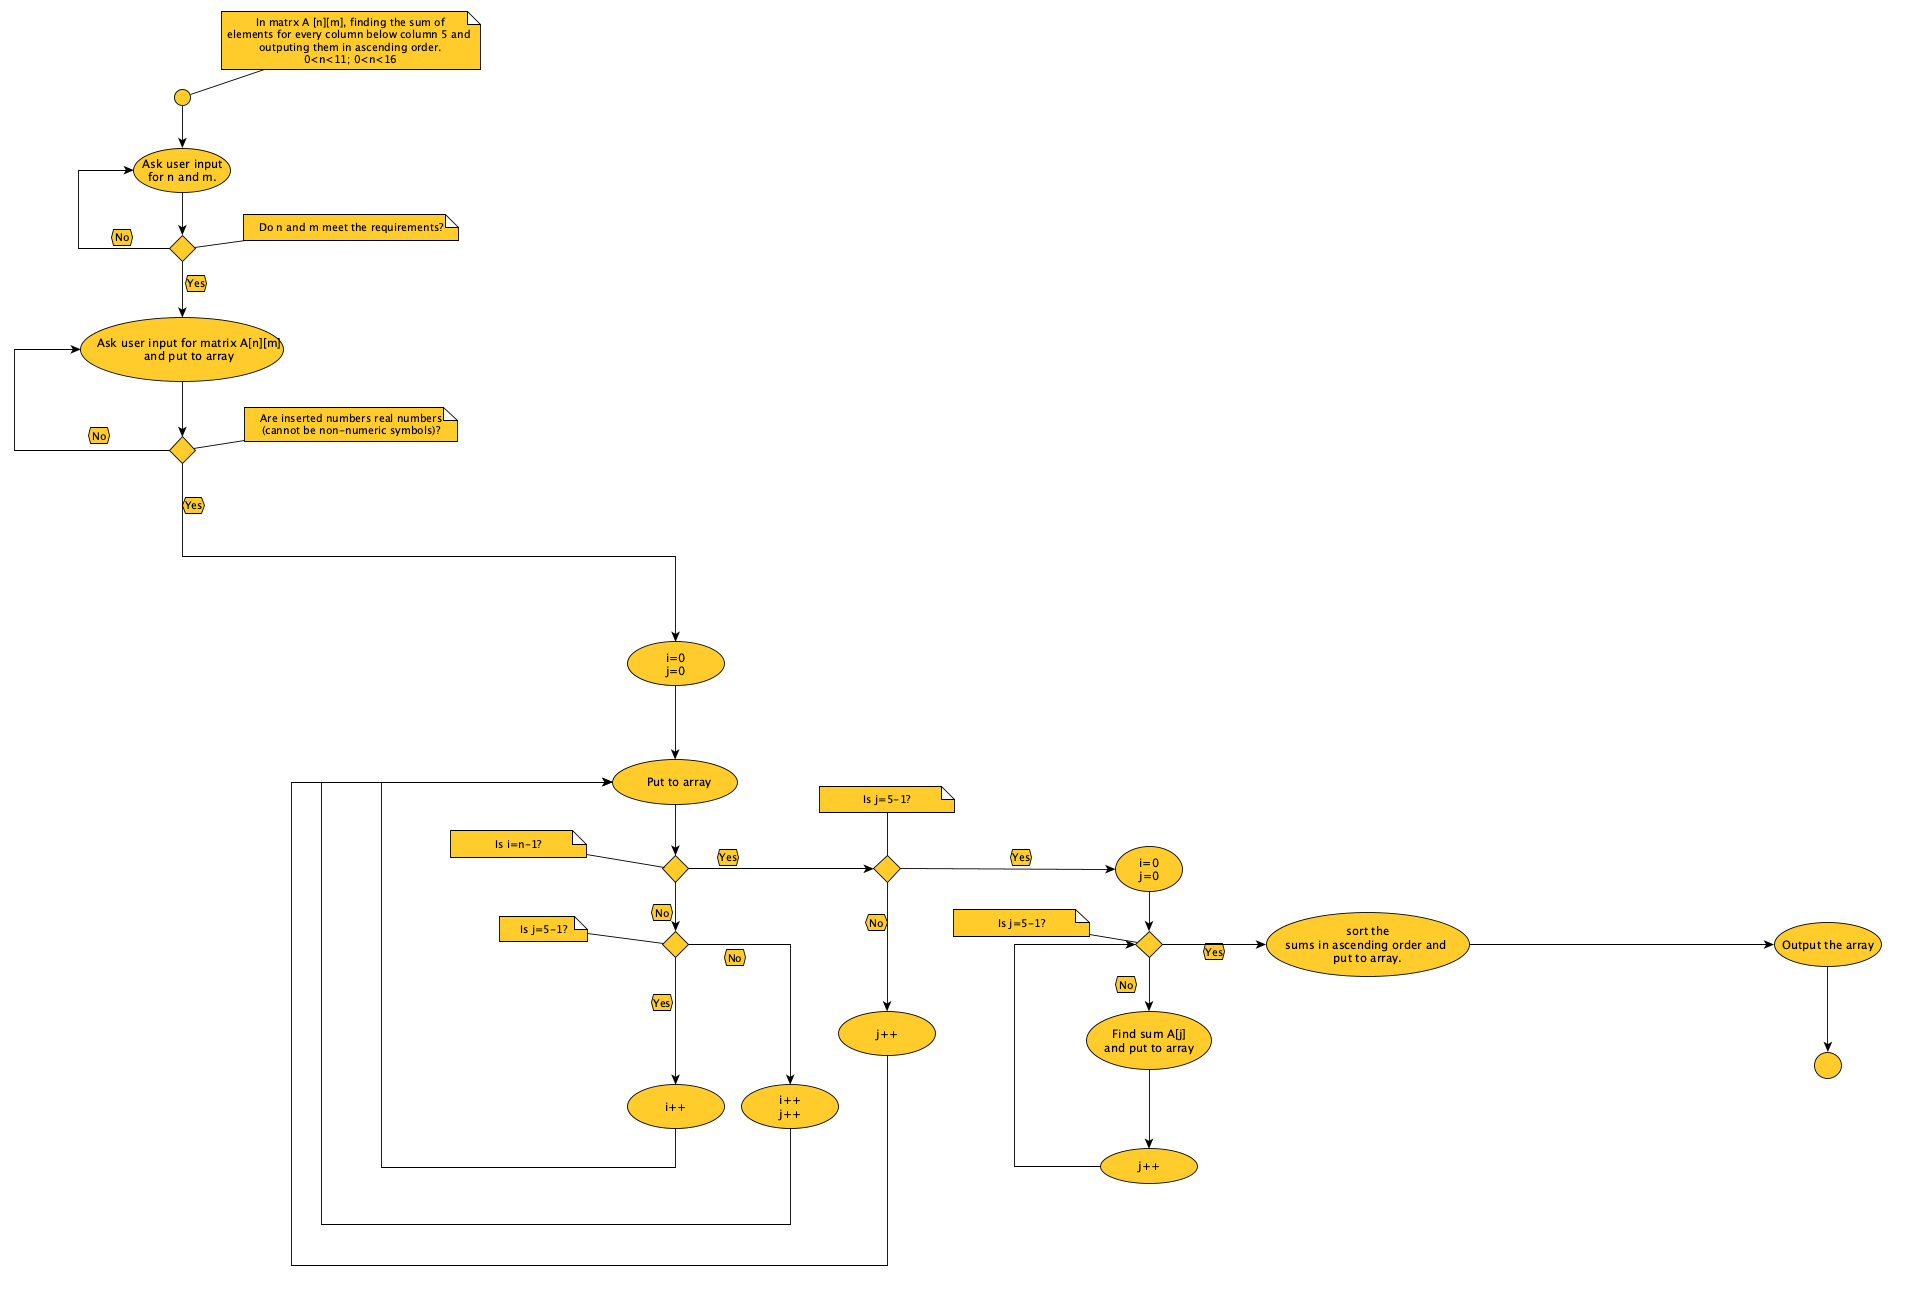 In matrx A [n][m], finding the sum of
elements for every column below column 5 and
outputing them in ascending order.
0<n<11; 0<n<16
Ask user input
for n and m.
Do n and m meet the requirements?
No
Yes
Ask user input for matrix A[n][m]
and put to array
Are inserted numbers real numbers
(cannot be non-numeric symbols)?
No
Yes
i=0
j=0
Put to array
Is i=n-1?
Yes
No
Is j=5-1?
No
Yes
i++
i++
j++
Is j=5-1?
Yes
No
j++
i=0
j=0
Is j=5-1?
Yes
No
Find sum A[j]
and put to array
j++
sort the
sums in ascending order and
put to array.
Output the array